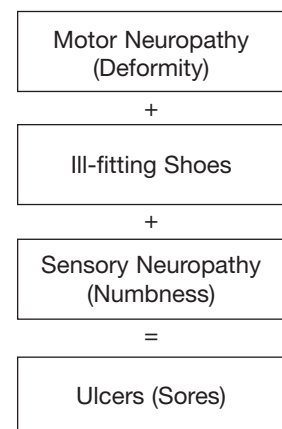 Motor Neuropathy
(Deformity)
+
Ill-fitting Shoes
+
Sensory Neuropathy
(Numbness)
=
Ulcers (Sores)